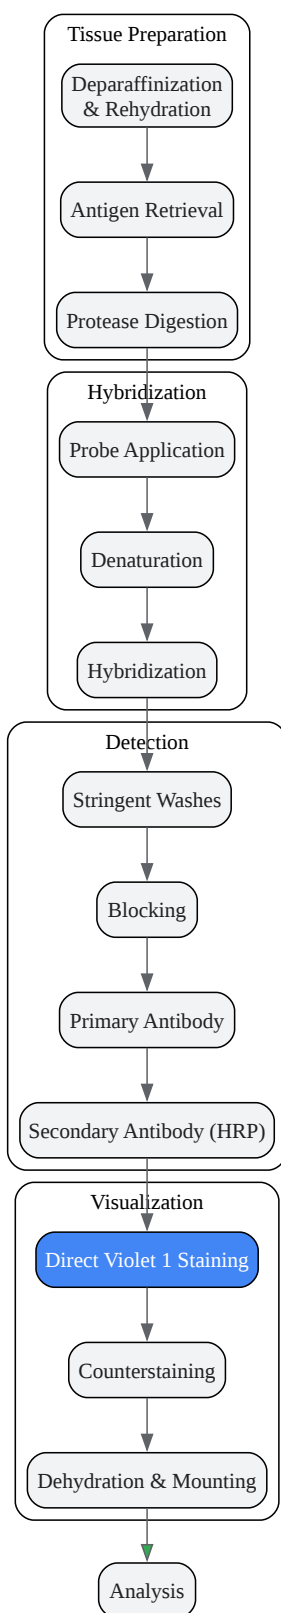 Tissue Preparation
Deparaffinization
& Rehydration
Antigen Retrieval
Protease Digestion
Hybridization
Probe Application
Denaturation
Hybridization
Detection
Stringent Washes
Blocking
Primary Antibody
Secondary Antibody (HRP)
Visualization
Direct Violet 1 Staining
Counterstaining
Dehydration & Mounting
Analysis